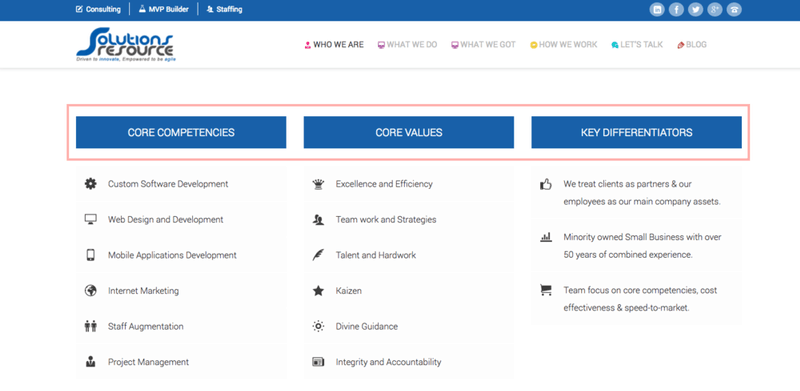 Consulting
MVP Builder
Staffing
Solutions
resource
Driven to innovate, Empowered to be agile
WHO WE ARE
WHAT WE DO
WHAT WE GOT
HOW WE WORK
LET'S TALK
BLOG
CORE COMPETENCIES
Custom Software Development
Web Design and Development
Mobile Applications Development
Internet Marketing
Staff Augmentation
Project Management
CORE VALUES
Excellence and Efficiency
Team work and Strategies
Talent and Hardwork
Kaizen
Divine Guidance
Integrity and Accountability
KEY DIFFERENTIATORS
We treat clients as partners & our
employees as our main company assets.
Minority owned Small Business with over
50 years of combined experience.
Team focus on core competencies, cost
effectiveness & speed-to-market.